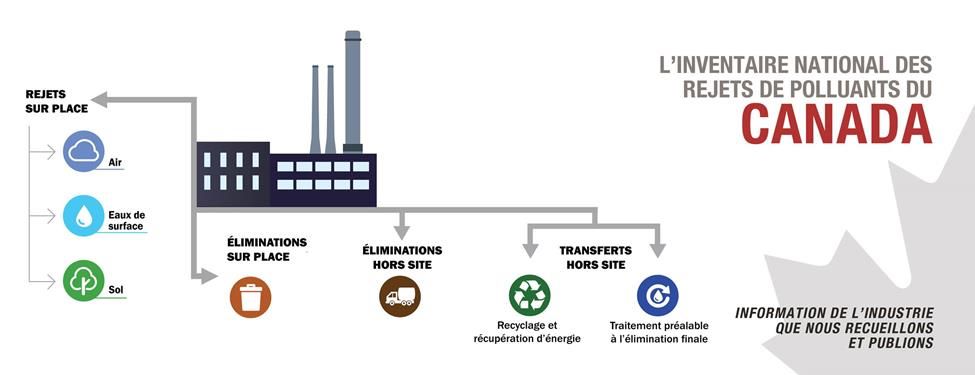 L'INVENTAIRE NATIONAL DES
REJETS DE POLLUANTS DU
CANADA
REJETS
SUR PLACE
Air
Eaux de
surface
Sol
ÉLIMINATIONS
SUR PLACE
ÉLIMINATIONS
HORS SITE
TRANSFERTS
HORS SITE
Recyclage et
récupération d'énergie
Traitement préalable
à l'élimination finale
INFORMATION DE L'INDUSTRIE
QUE NOUS RECUEILLONS
ET PUBLIONS